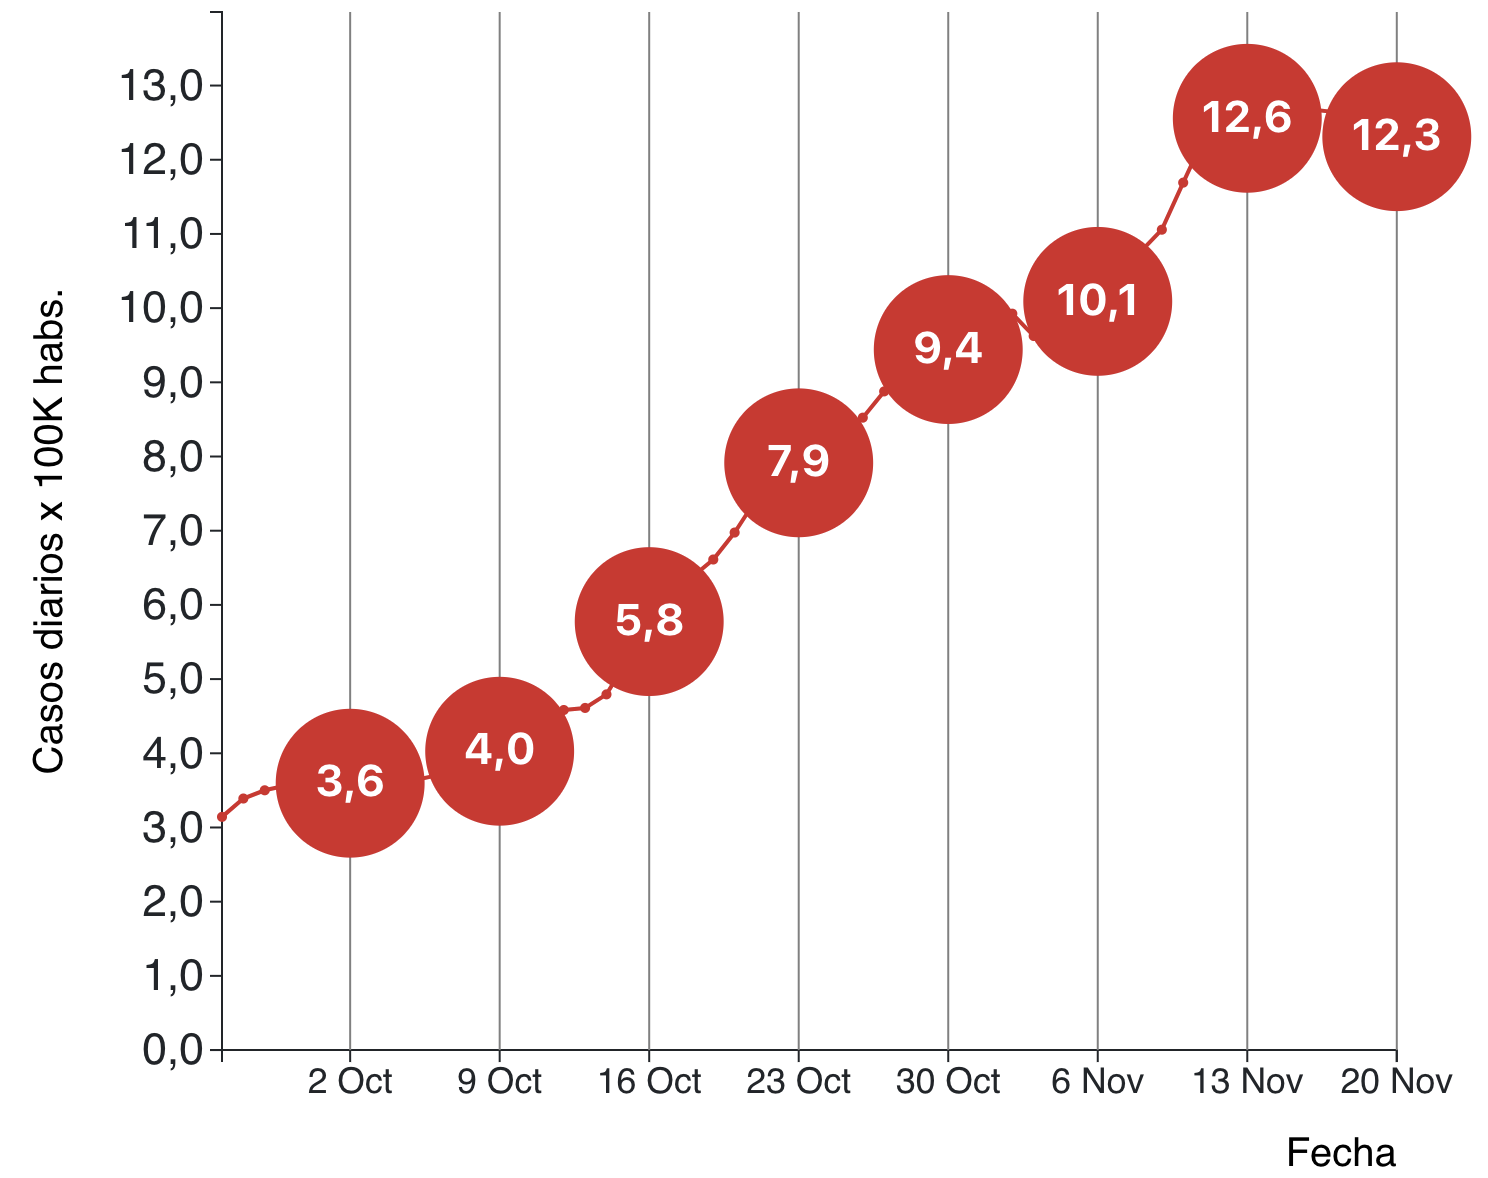 13,0
12,0
11,0
10,0
9,0
8,0
7,0
6,0
5,0
4,0
3,0
2,0
1,0
0,0
Casos diarios x 100K habs.
3,6
4,0
5,8
7,9
9,4
10,1
12,6
12,3
2 Oct
9 Oct
16 Oct
23 Oct
30 Oct
6 Nov
13 Nov
20 Nov
Fecha